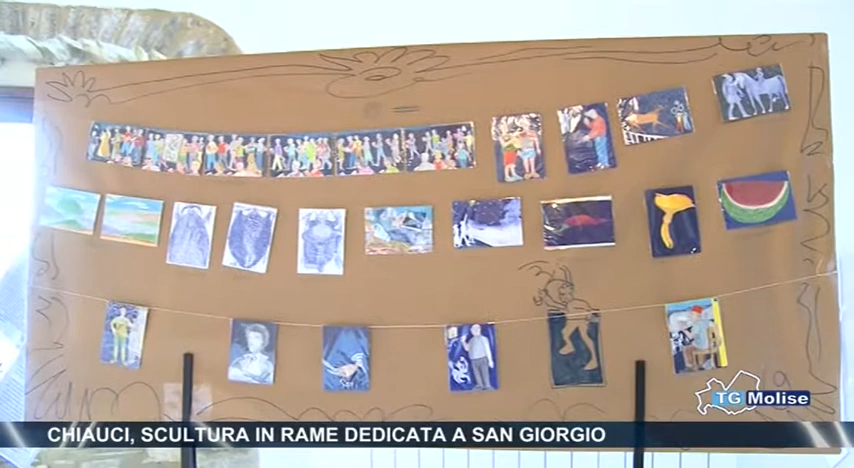 TG Molise
CHIAUCI, SCULTURA IN RAME DEDICATA A SAN GIORGIO